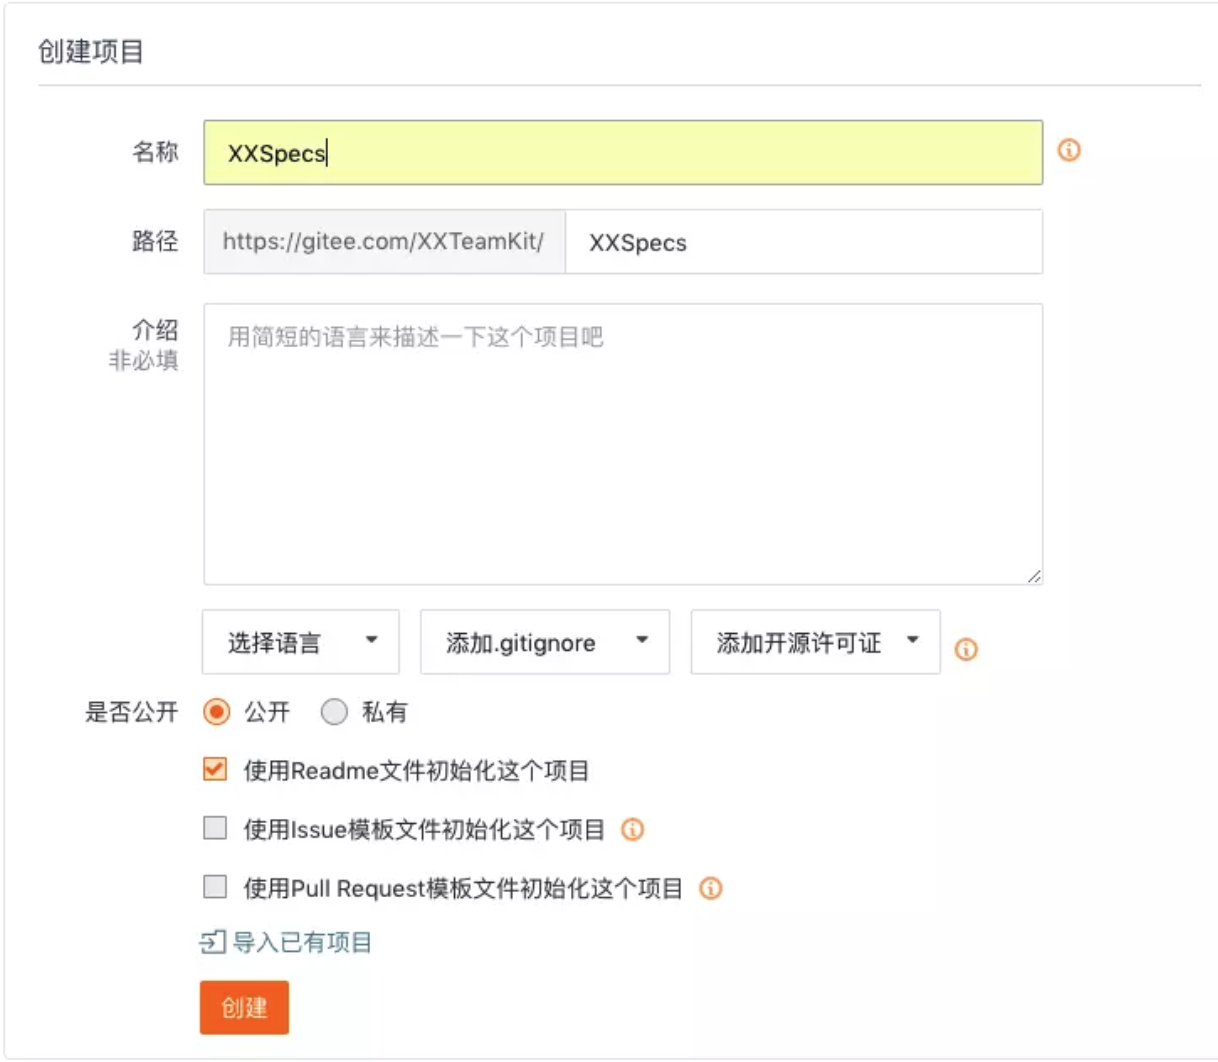 创建项目
名称 XXSpecs
路径 https://gitee.com/XXTeamKit/ XXSpecs
介绍 用简短的语言来描述一下这个项目吧
非必填
选择语言 添加.gitignore 添加开源许可证
是否公开 公开 私有
使用Readme文件初始化这个项目
使用Issue模板文件初始化这个项目
使用Pull Request模板文件初始化这个项目
导入已有项目
创建